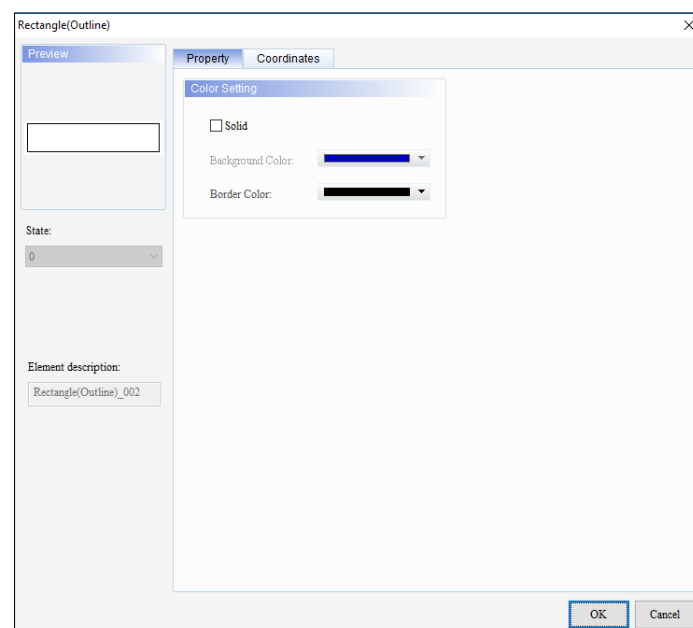 Rectangle(Outline)
Preview
Property
Coordinates
Color Setting
Solid
Background Color:
Border Color:
State:
0
Element description:
Rectangle(Outline)_002
OK
Cancel